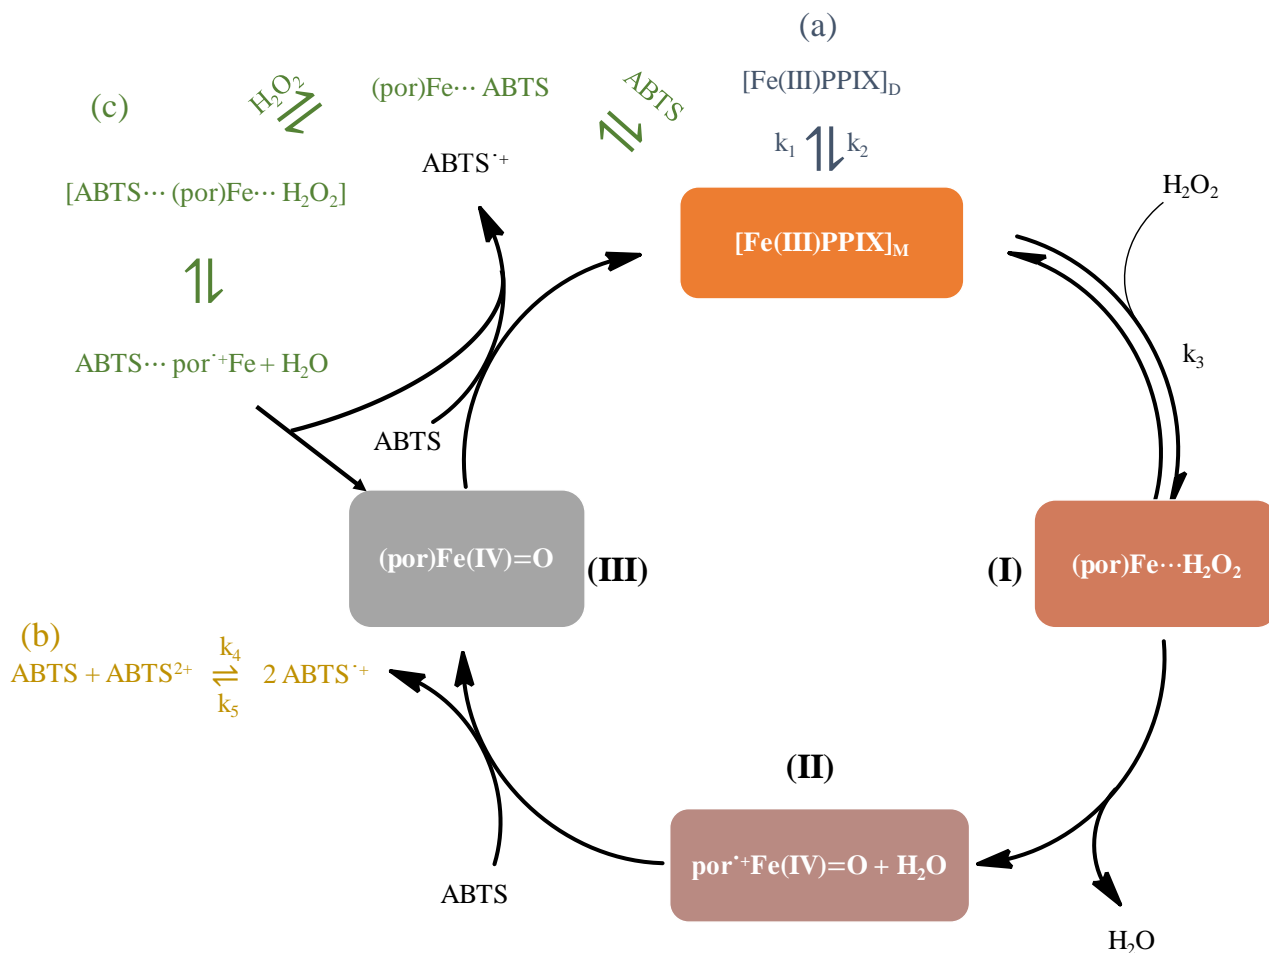 (a)
[Fe(III)PPIX]D
k1
k2
[Fe(III)PPIX]M
H2O2
k3
(I)
(por)Fe···H2O2
H2O
(II)
por·+Fe(IV)=O + H2O
ABTS
(III)
(por)Fe(IV)=O
ABTS
ABTS·+
(b)
ABTS + ABTS2+
k4
k5
2 ABTS·+
(c)
ABTS
(por)Fe··· ABTS
H2O2
[ABTS··· (por)Fe··· H2O2]
ABTS··· por·+Fe + H2O